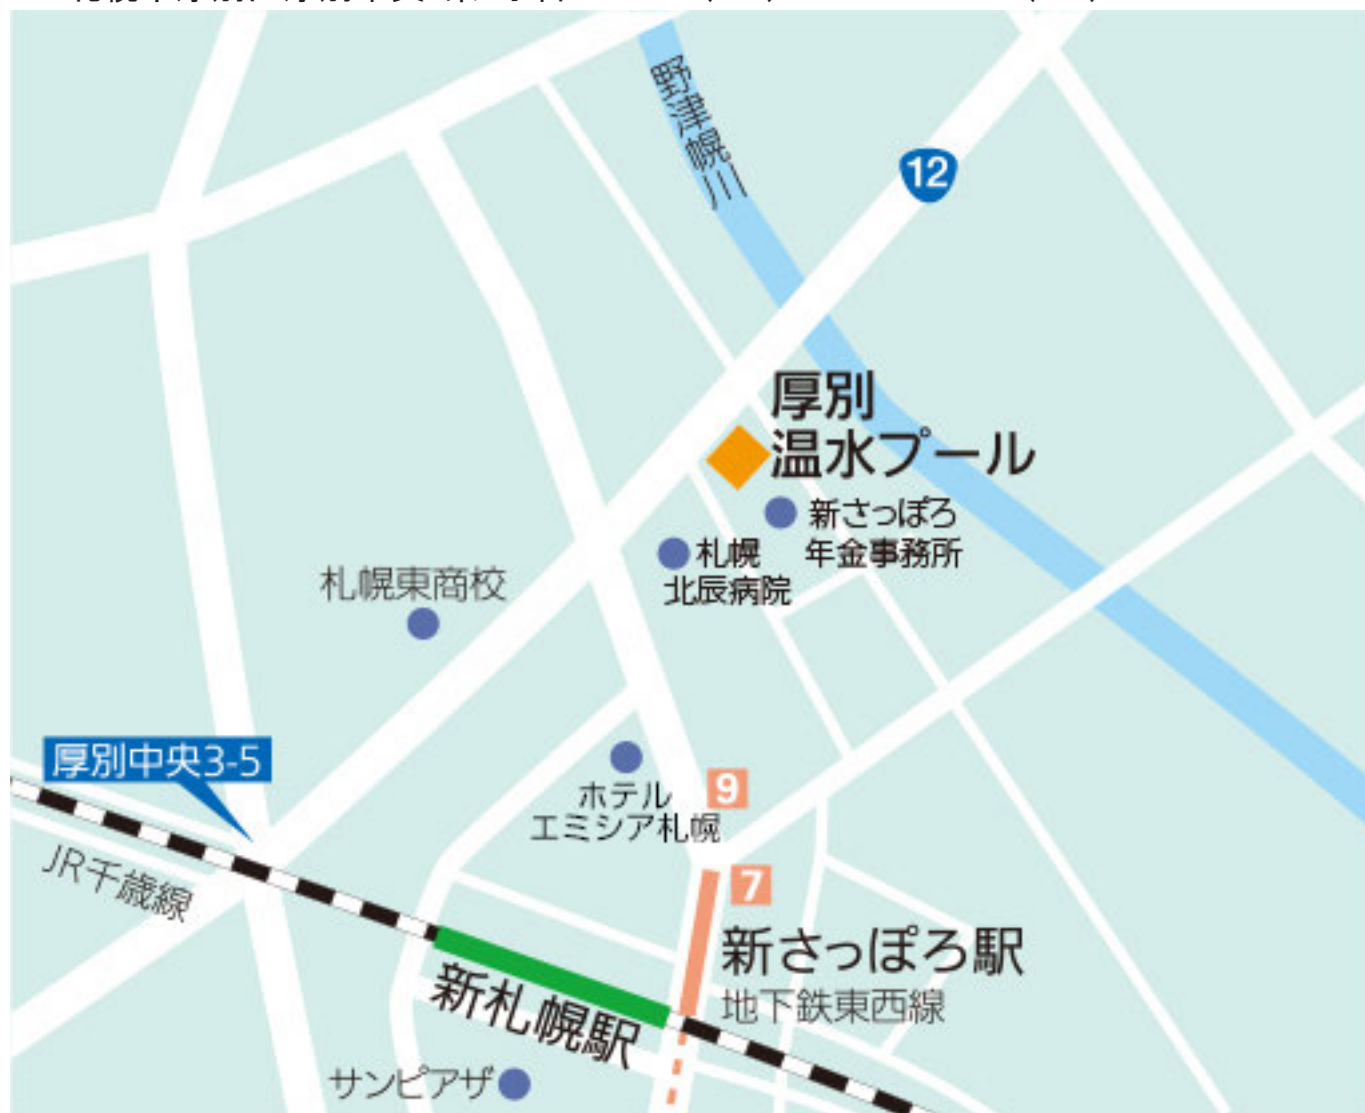 野津幌川
12
厚別
温水プール
新さっぽろ
年金事務所
札幌
北辰病院
札幌東商校
厚別中央3-5
ホテル
エミシア札幌
9
7
JR千歳線
新さっぽろ駅
地下鉄東西線
新札幌駅
サンピアザ